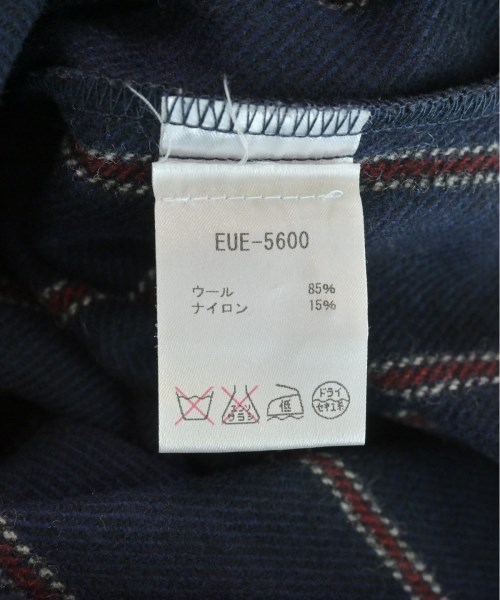 EUE-5600
ウール 85%
ナイロン 15%
エンソ
サラシ
低
ドライ
セキユ系